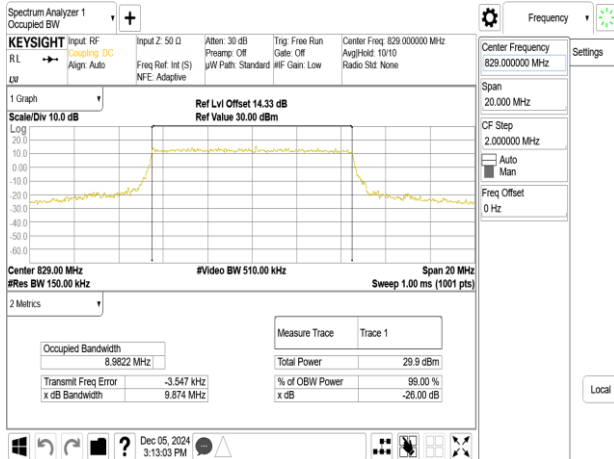 Spectrum Analyzer 1
Occupied BW
+
Frequency
KEYSIGHT Input: RF Input Z: 50 Ω Atten: 30 dB Trig: Free Run Center Freq: 829.000000 MHz
RL Coupling: DC Preamp: Off Gate: Off Avg|Hold: 10/10
Align: Auto Freq Ref: Int (S) µW Path: Standard #IF Gain: Low Radio Std: None
NFE: Adaptive
LXI
Center Frequency
829.000000 MHz
Settings
Span
20.000 MHz
CF Step
2.000000 MHz
Auto
Man
Freq Offset
0 Hz
Local
1 Graph
Ref Lvl Offset 14.33 dB
Scale/Div 10.0 dB Ref Value 30.00 dBm
Log
20.0
10.0
0.00
-10.0
-20.0
-30.0
-40.0
-50.0
-60.0
Center 829.00 MHz #Video BW 510.00 kHz Span 20 MHz
#Res BW 150.00 kHz Sweep 1.00 ms (1001 pts)
2 Metrics
Measure Trace Trace 1
Occupied Bandwidth
8.9822 MHz Total Power 29.9 dBm
Transmit Freq Error -3.547 kHz % of OBW Power 99.00 %
x dB Bandwidth 9.874 MHz x dB -26.00 dB
? Dec 05, 2024
3:13:03 PM